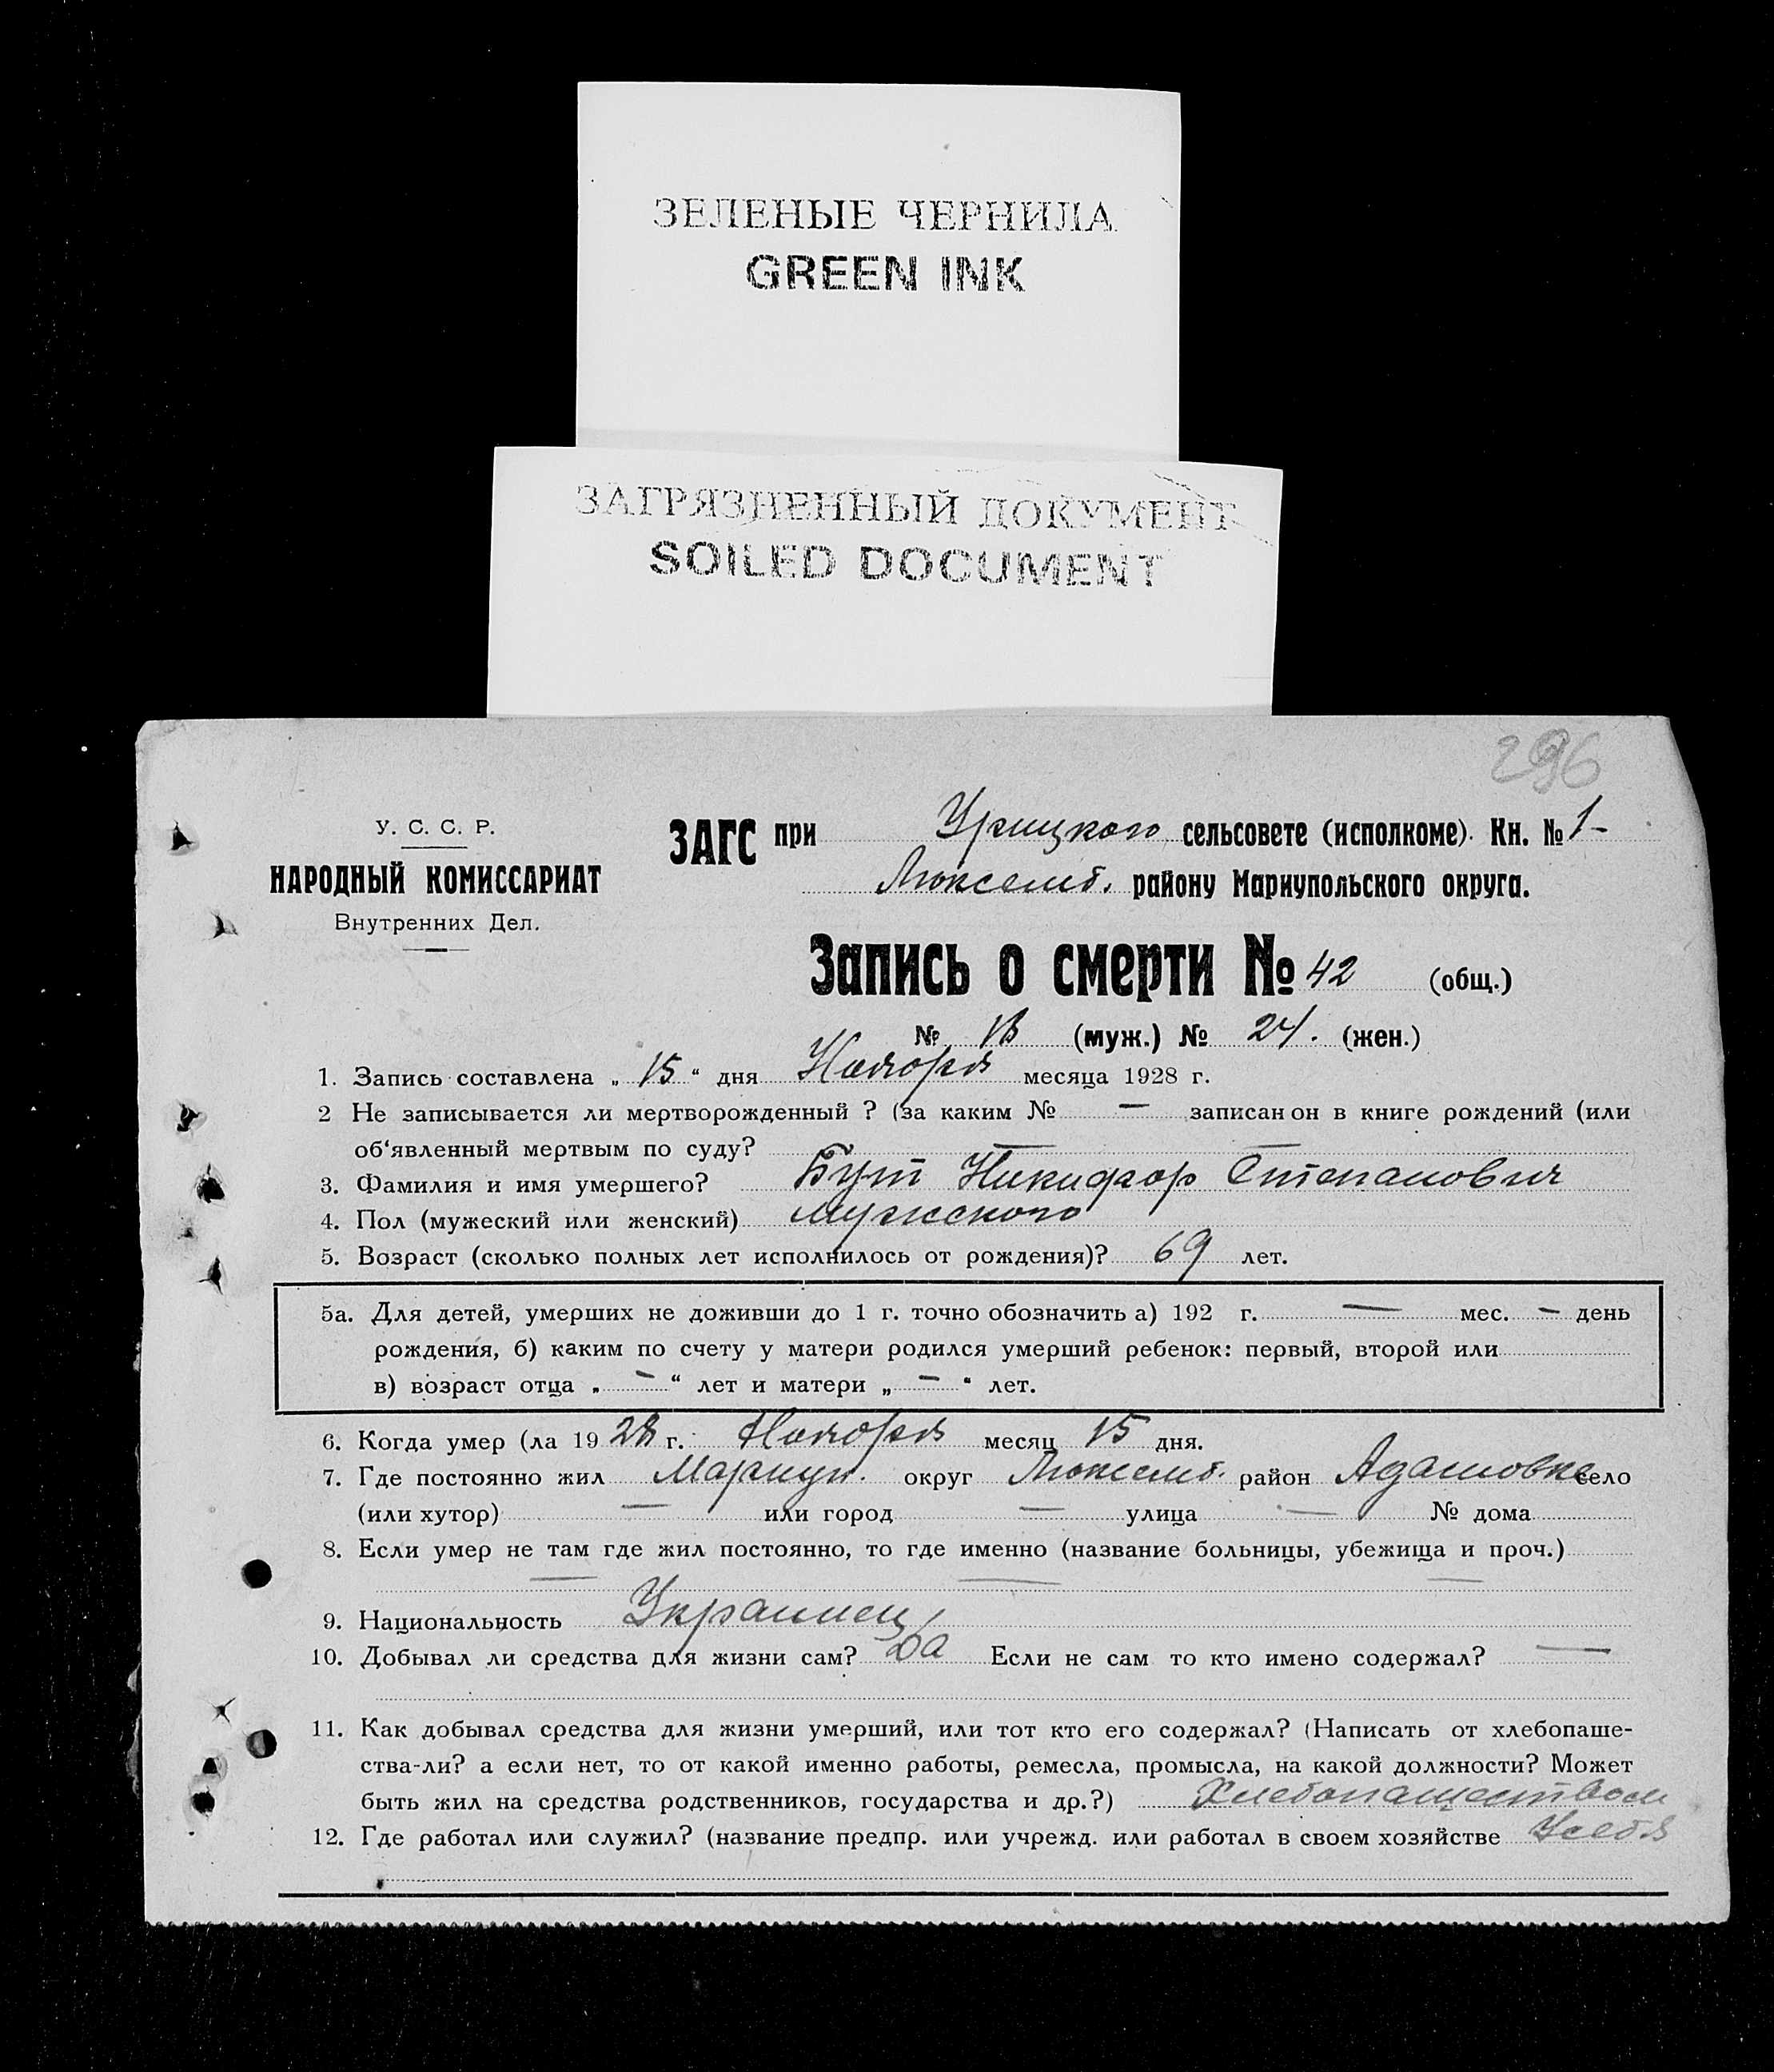 ЗЕЛЕНЫЕ ЧЕРНИЛА
GREEN INK
ЗАГРЯЗНЕННЫЙ ДОКУМЕНТ
SOILED DOCUMENT
296
У. С. С. Р.
НАРОДНЫЙ КОМИССАРИАТ
Внутренних Дел.
ЗАГС при Урицкого сельсовете (исполкоме). Кн. № 1-
Люксемб. району Мариупольского округа.
Запись о смерти № 42 (общ.)
№ 18 (муж.) № 24. (жен.)
1. Запись составлена „ 15 “ дня Ноября месяца 1928 г.
2 Не записывается ли мертворожденный ? (за каким № — записан он в книге рождений (или
об‘явленный мертвым по суду? —
3. Фамилия и имя умершего? Бут Никифор Степанович
4. Пол (мужеский или женский) мужского
5. Возраст (сколько полных лет исполнилось от рождения)? 69 лет.
5а. Для детей, умерших не доживши до 1 г. точно обозначить а) 192 г. — мес. — день
рождения, б) каким по счету у матери родился умерший ребенок: первый, второй или
в) возраст отца „ — “ лет и матери „ — “ лет.
6. Когда умер (ла 19 28 г. Ноября месяц 15 дня.
7. Где постоянно жил Мариуп. округ Люксемб. район Адамовка село
(или хутор) — или город — улица — № дома
8. Если умер не там где жил постоянно, то где именно (название больницы, убежища и проч.)
— — —
9. Национальность Украинец
10. Добывал ли средства для жизни сам? Да Если не сам то кто имено содержал? —
11. Как добывал средства для жизни умерший, или тот кто его содержал? (Написать от хлебопаше-
ства-ли? а если нет, то от какой именно работы, ремесла, промысла, на какой должности? Может
быть жил на средства родственников, государства и др.?) Хлебопашеством
12. Где работал или служил? (название предпр. или учрежд. или работал в своем хозяйстве У себя